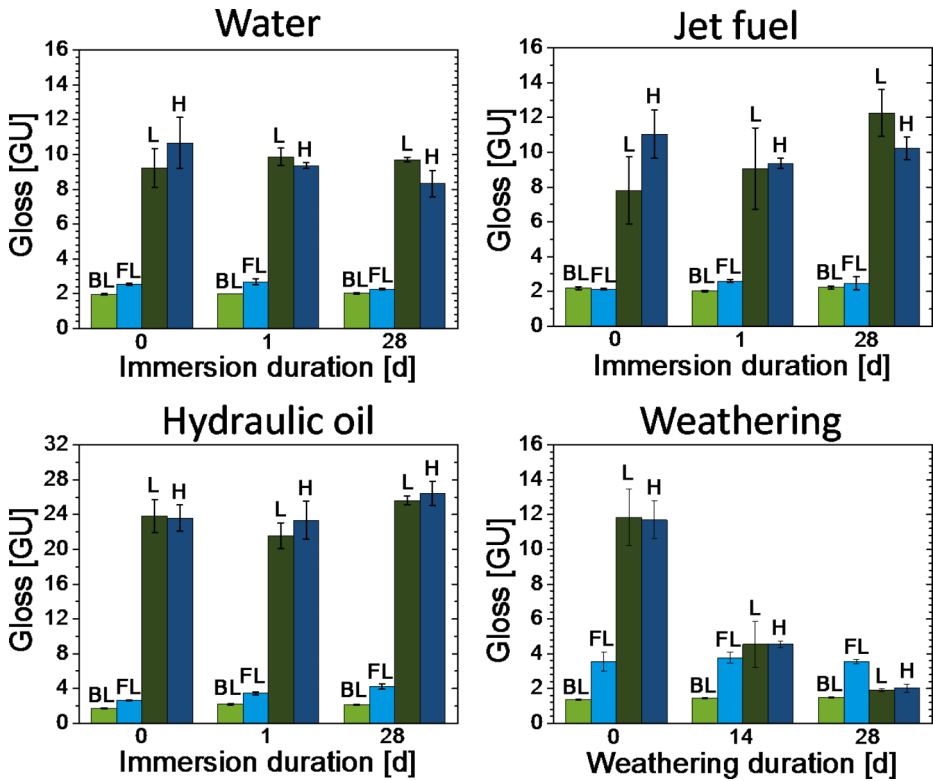 Water
Gloss [GU]
16
14
12
10
8
6
4
2
0
BL FL L H
BL FL L H
BL FL L H
0 1 28
Immersion duration [d]
Jet fuel
Gloss [GU]
16
14
12
10
8
6
4
2
0
BL FL L H
BL FL L H
BL FL L H
0 1 28
Immersion duration [d]
Hydraulic oil
Gloss [GU]
32
28
24
20
16
12
8
4
0
BL FL L H
BL FL L H
BL FL L H
0 1 28
Immersion duration [d]
Weathering
Gloss [GU]
16
14
12
10
8
6
4
2
0
BL FL L H
BL FL L H
BL FL L H
0 14 28
Weathering duration [d]